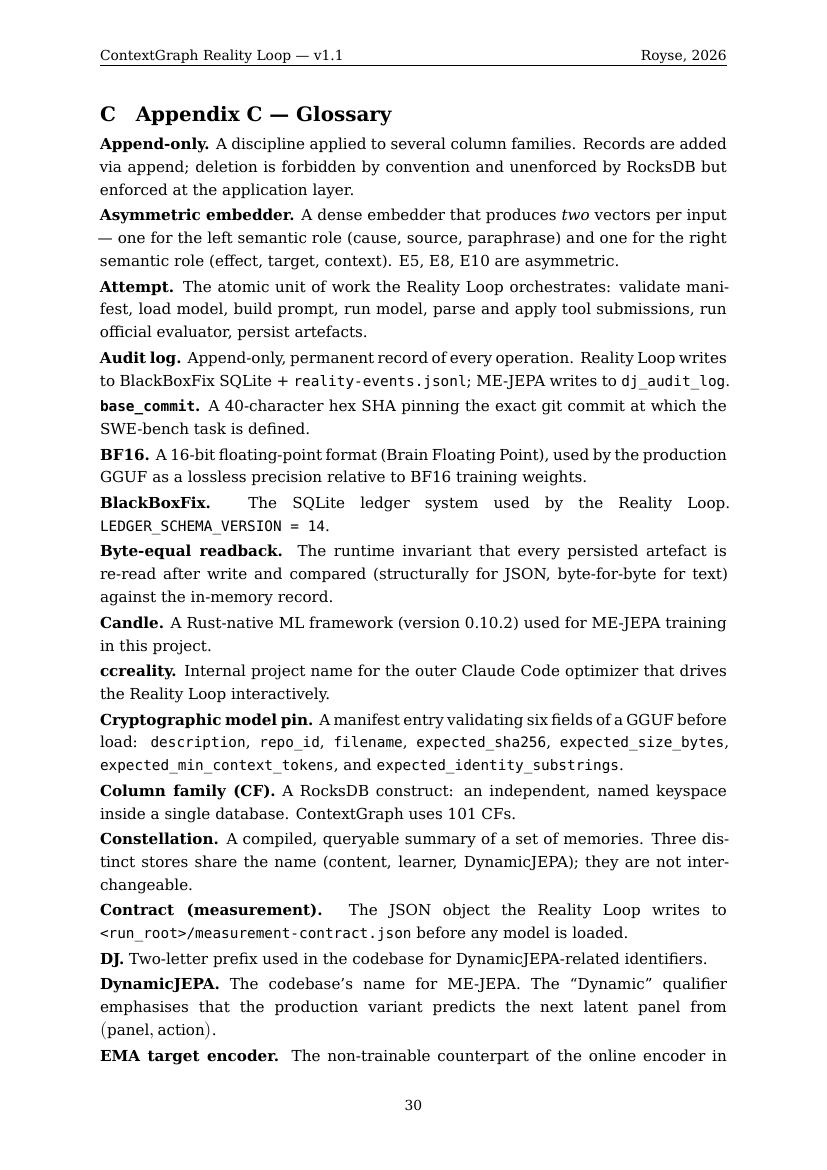 ContextGraph Reality Loop — v1.1 Royse, 2026
C Appendix C — Glossary
Append-only. A discipline applied to several column families. Records are added
via append; deletion is forbidden by convention and unenforced by RocksDB but
enforced at the application layer.
Asymmetric embedder. A dense embedder that produces two vectors per input
— one for the left semantic role (cause, source, paraphrase) and one for the right
semantic role (effect, target, context). E5, E8, E10 are asymmetric.
Attempt. The atomic unit of work the Reality Loop orchestrates: validate mani-
fest, load model, build prompt, run model, parse and apply tool submissions, run
official evaluator, persist artefacts.
Audit log. Append-only, permanent record of every operation. Reality Loop writes
to BlackBoxFix SQLite + reality-events.jsonl; ME-JEPA writes to dj_audit_log.
base_commit. A 40-character hex SHA pinning the exact git commit at which the
SWE-bench task is defined.
BF16. A 16-bit floating-point format (Brain Floating Point), used by the production
GGUF as a lossless precision relative to BF16 training weights.
BlackBoxFix. The SQLite ledger system used by the Reality Loop.
LEDGER_SCHEMA_VERSION = 14.
Byte-equal readback. The runtime invariant that every persisted artefact is
re-read after write and compared (structurally for JSON, byte-for-byte for text)
against the in-memory record.
Candle. A Rust-native ML framework (version 0.10.2) used for ME-JEPA training
in this project.
ccreality. Internal project name for the outer Claude Code optimizer that drives
the Reality Loop interactively.
Cryptographic model pin. A manifest entry validating six fields of a GGUF before
load: description, repo_id, filename, expected_sha256, expected_size_bytes,
expected_min_context_tokens, and expected_identity_substrings.
Column family (CF). A RocksDB construct: an independent, named keyspace
inside a single database. ContextGraph uses 101 CFs.
Constellation. A compiled, queryable summary of a set of memories. Three dis-
tinct stores share the name (content, learner, DynamicJEPA); they are not inter-
changeable.
Contract (measurement). The JSON object the Reality Loop writes to
<run_root>/measurement-contract.json before any model is loaded.
DJ. Two-letter prefix used in the codebase for DynamicJEPA-related identifiers.
DynamicJEPA. The codebase’s name for ME-JEPA. The “Dynamic” qualifier
emphasises that the production variant predicts the next latent panel from
(panel, action).
EMA target encoder. The non-trainable counterpart of the online encoder in
30